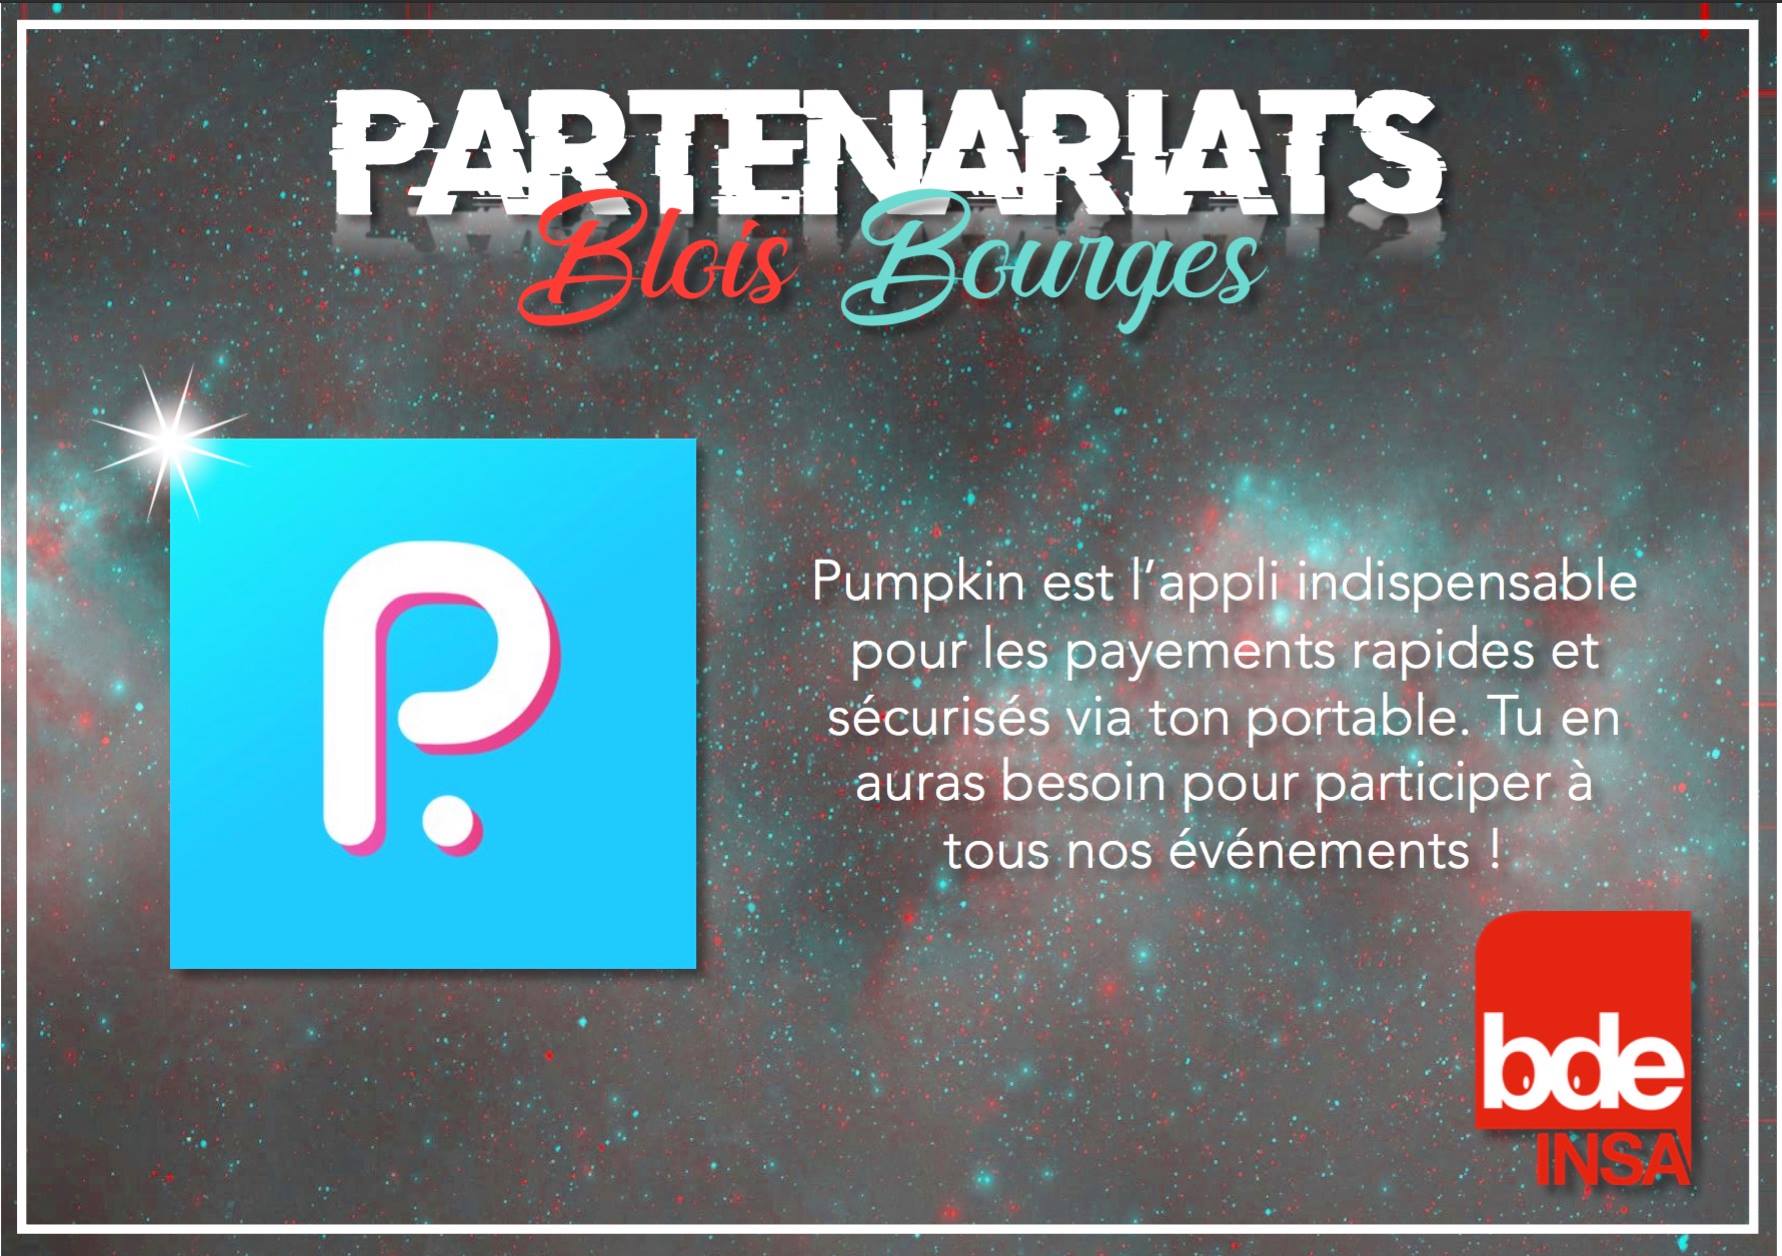 PARTENARIATS
Blois Bourges
P.
Pumpkin est l’appli indispensable
pour les payements rapides et
sécurisés via ton portable. Tu en
auras besoin pour participer à
tous nos événements !
bde
INSA